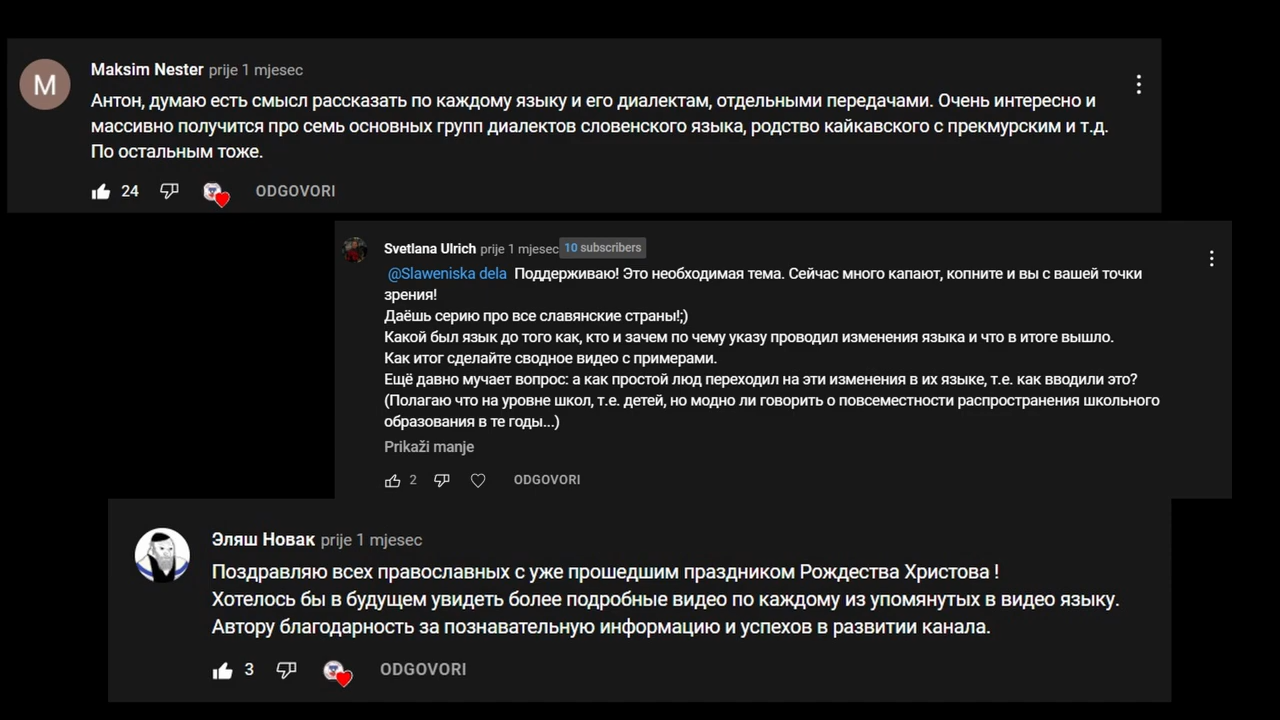 M
Maksim Nester prije 1 mjesec
Антон, думаю есть смысл рассказать по каждому языку и его диалектам, отдельными передачами. Очень интересно и
массивно получится про семь основных групп диалектов словенского языка, родство кайкавского с прекмурским и т.д.
По остальным тоже.
24 ODGOVORI
Svetlana Ulrich prije 1 mjesec 10 subscribers
@Slaweniska dela Поддерживаю! Это необходимая тема. Сейчас много капают, копните и вы с вашей точки
зрения!
Даёшь серию про все славянские страны!;)
Какой был язык до того как, кто и зачем по чему указу проводил изменения языка и что в итоге вышло.
Как итог сделайте сводное видео с примерами.
Ещё давно мучает вопрос: а как простой люд переходил на эти изменения в их языке, т.е. как вводили это?
(Полагаю что на уровне школ, т.е. детей, но модно ли говорить о повсеместности распространения школьного
образования в те годы...)
Prikaži manje
2 ODGOVORI
Эляш Новак prije 1 mjesec
Поздравляю всех православных с уже прошедшим праздником Рождества Христова !
Хотелось бы в будущем увидеть более подробные видео по каждому из упомянутых в видео языку.
Автору благодарность за познавательную информацию и успехов в развитии канала.
3 ODGOVORI